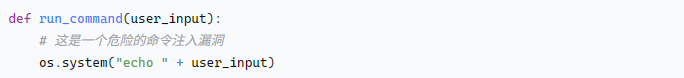 def run_command(user_input):
    # 这是一个危险的命令注入漏洞
    os.system("echo " + user_input)